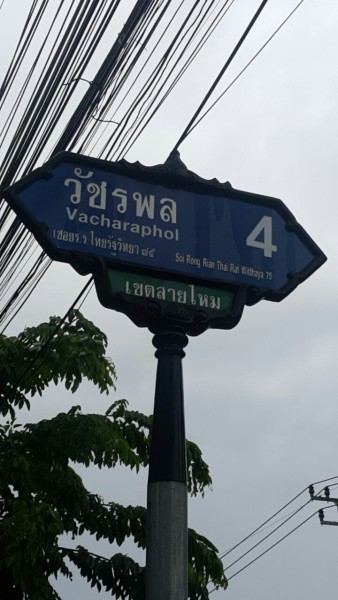 วัชรพล 4
Vacharaphol
(ซอย ร.ร.ไทยรัฐวิทยา ๗๕
Soi Rong Rian Thai Rat Witthaya 75
เขตสายไหม